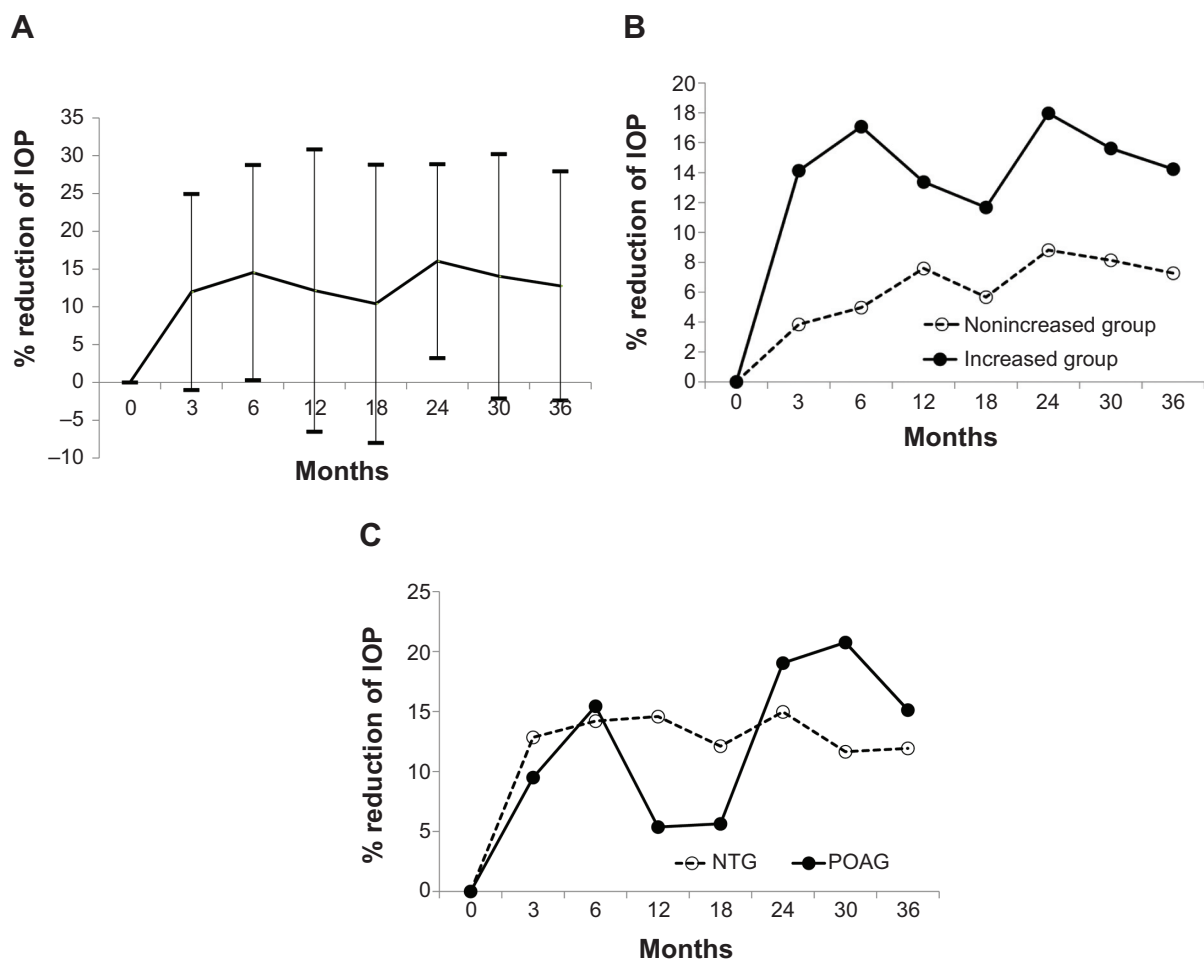 A
% reduction of IOP
35
30
25
20
15
10
5
0
–5
–10
0 3 6 12 18 24 30 36
Months
B
% reduction of IOP
20
18
16
14
12
10
8
6
4
2
0
Nonincreased group
Increased group
0 3 6 12 18 24 30 36
Months
C
% reduction of IOP
25
20
15
10
5
0
NTG POAG
0 3 6 12 18 24 30 36
Months